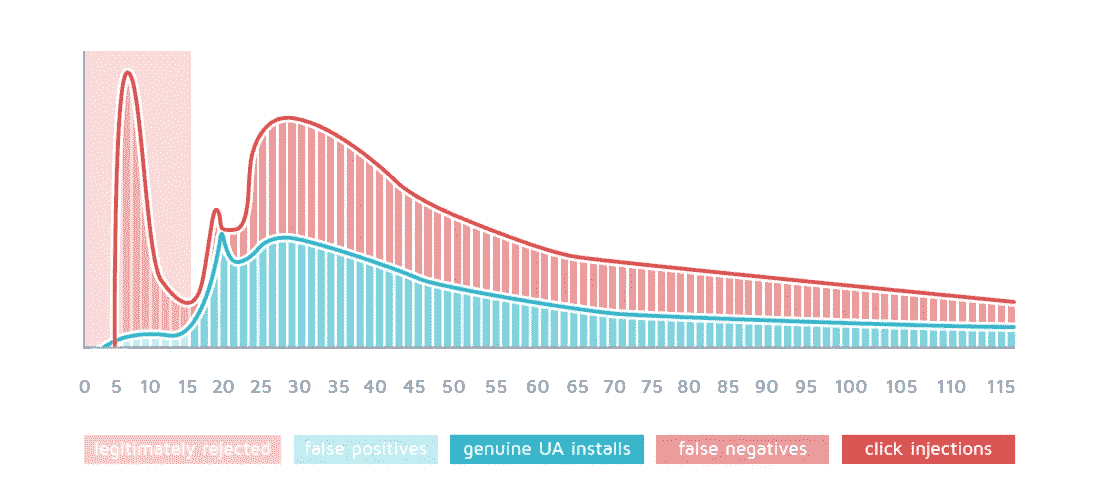 0 5 10 15 20 25 30 35 40 45 50 55 60 65 70 75 80 85 90 95 100 105 110 115
legitimately rejected false positives genuine UA installs false negatives click injections